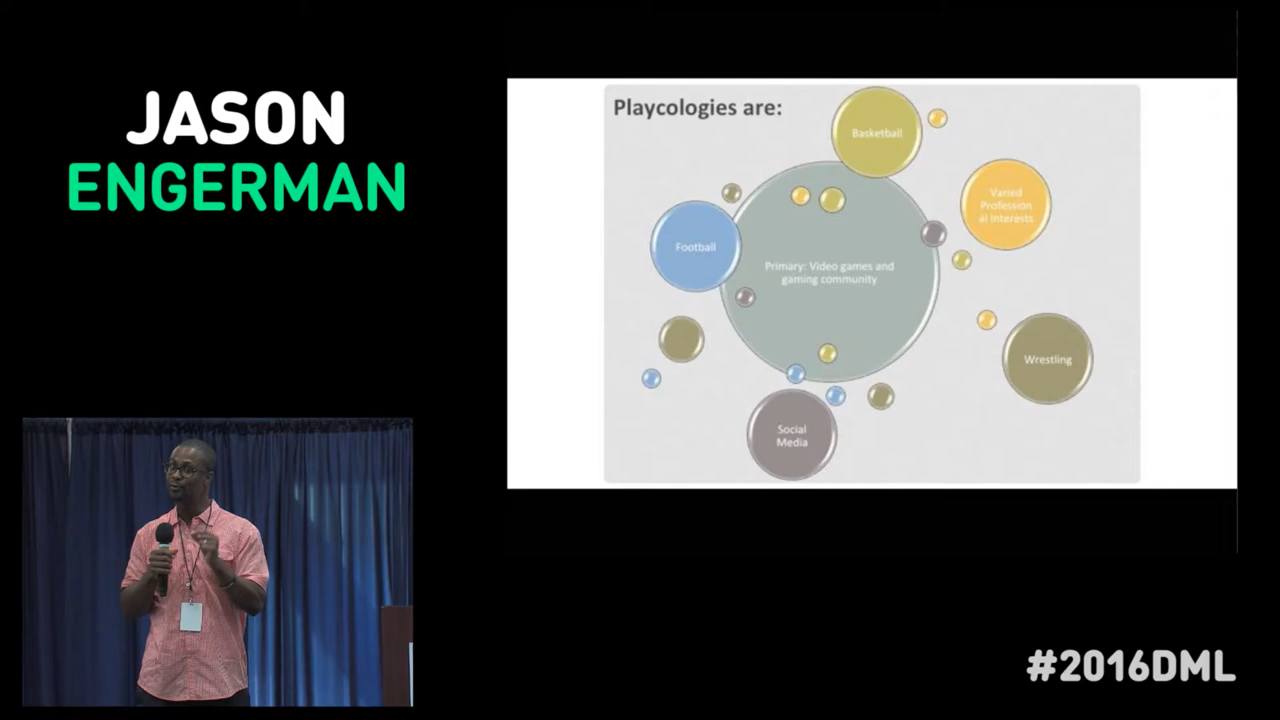 JASON
ENGERMAN
Playcologies are:
Basketball
Varied
Profession
al Interests
Football
Primary: Video games and
gaming community
Wrestling
Social
Media
#2016DML